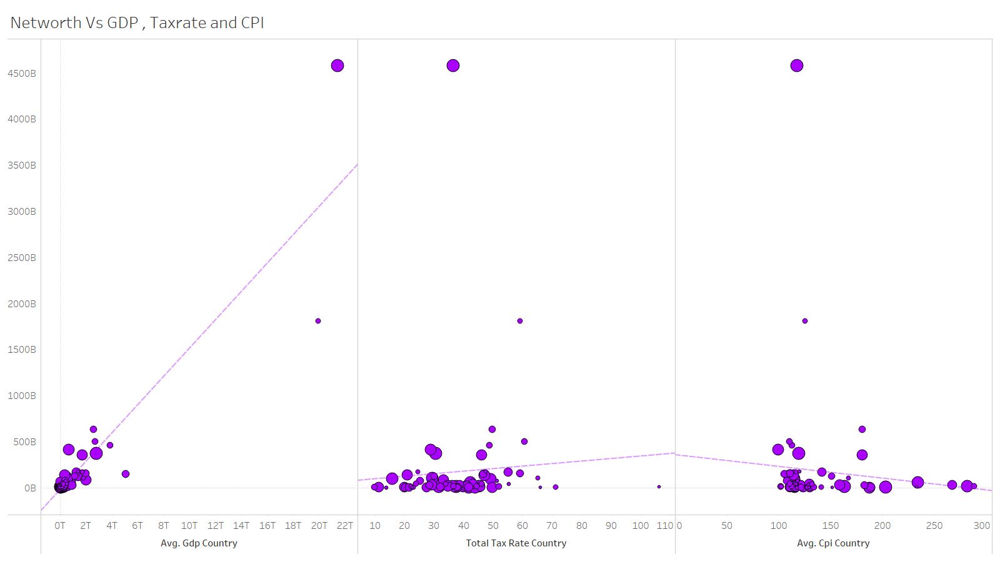 Networth Vs GDP , Taxrate and CPI
4500B
4000B
3500B
3000B
2500B
2000B
1500B
1000B
500B
0B
0T 2T 4T 6T 8T 10T 12T 14T 16T 18T 20T 22T
10 20 30 40 50 60 70 80 90 100 110
0 50 100 150 200 250 300
Avg. Gdp Country
Total Tax Rate Country
Avg. Cpi Country